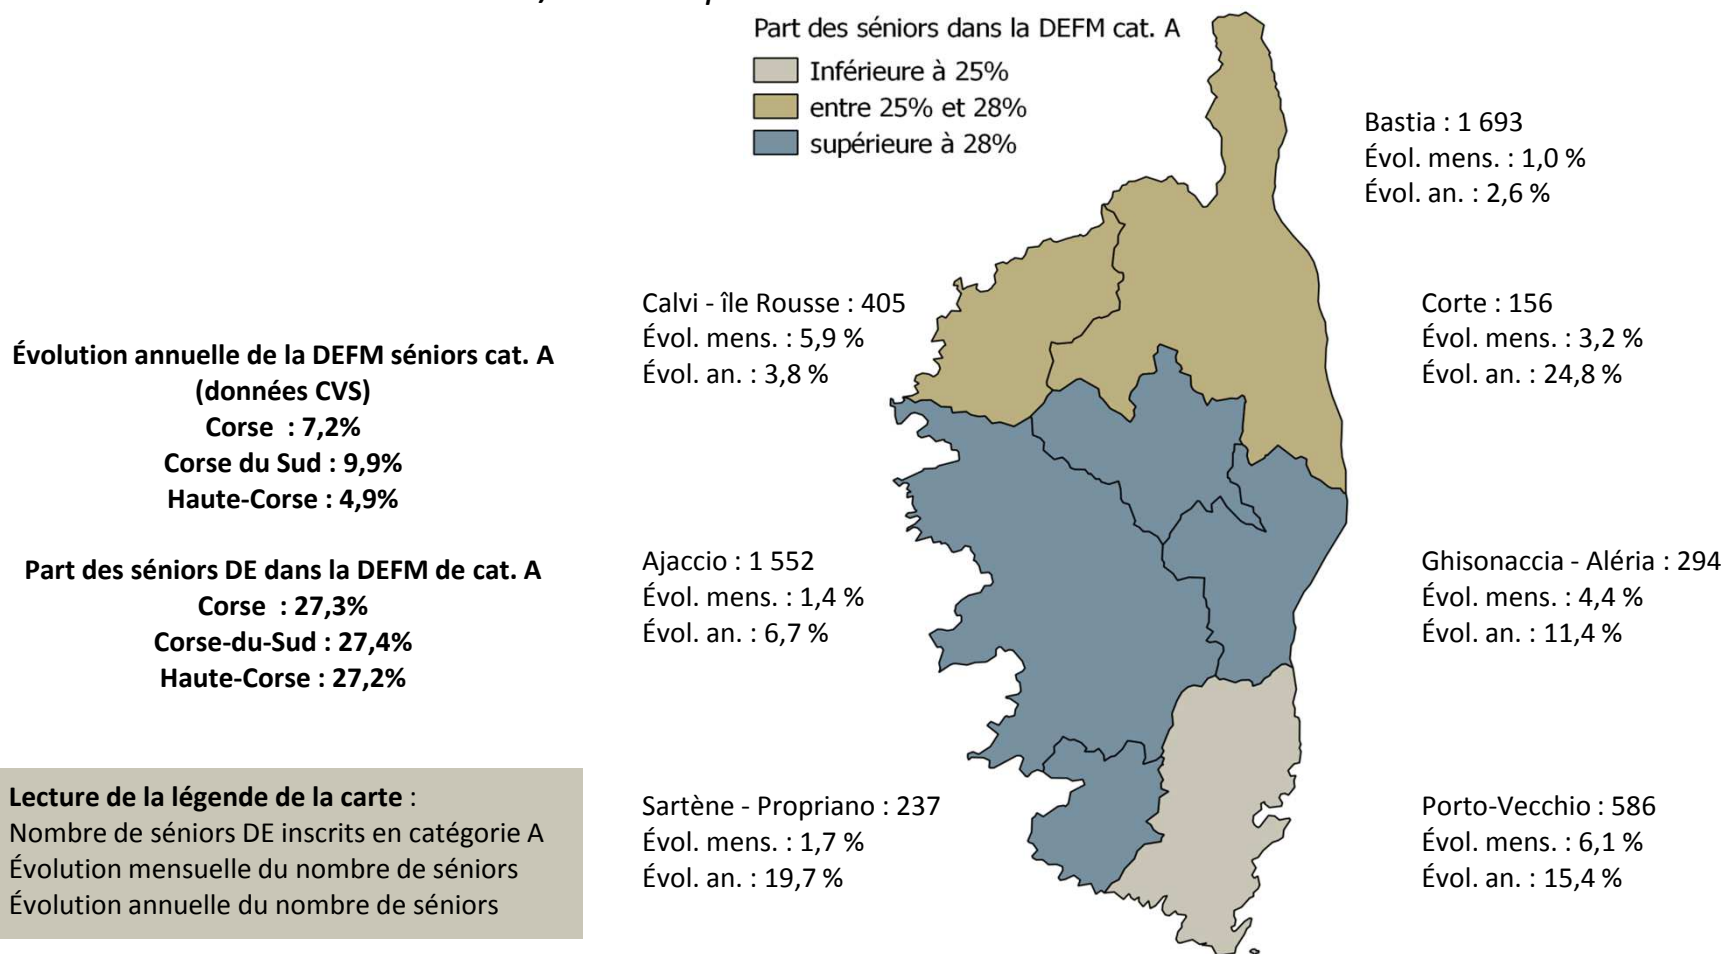 Part des séniors dans la DEFM cat. A
Inférieure à 25%
entre 25% et 28%
supérieure à 28%
Bastia : 1 693
Évol. mens. : 1,0 %
Évol. an. : 2,6 %
Calvi - île Rousse : 405
Évol. mens. : 5,9 %
Évol. an. : 3,8 %
Corte : 156
Évol. mens. : 3,2 %
Évol. an. : 24,8 %
Évolution annuelle de la DEFM séniors cat. A
(données CVS)
Corse : 7,2%
Corse du Sud : 9,9%
Haute-Corse : 4,9%
Part des séniors DE dans la DEFM de cat. A
Corse : 27,3%
Corse-du-Sud : 27,4%
Haute-Corse : 27,2%
Ajaccio : 1 552
Évol. mens. : 1,4 %
Évol. an. : 6,7 %
Ghisonaccia - Aléria : 294
Évol. mens. : 4,4 %
Évol. an. : 11,4 %
Lecture de la légende de la carte :
Nombre de séniors DE inscrits en catégorie A
Évolution mensuelle du nombre de séniors
Évolution annuelle du nombre de séniors
Sartène - Propriano : 237
Évol. mens. : 1,7 %
Évol. an. : 19,7 %
Porto-Vecchio : 586
Évol. mens. : 6,1 %
Évol. an. : 15,4 %